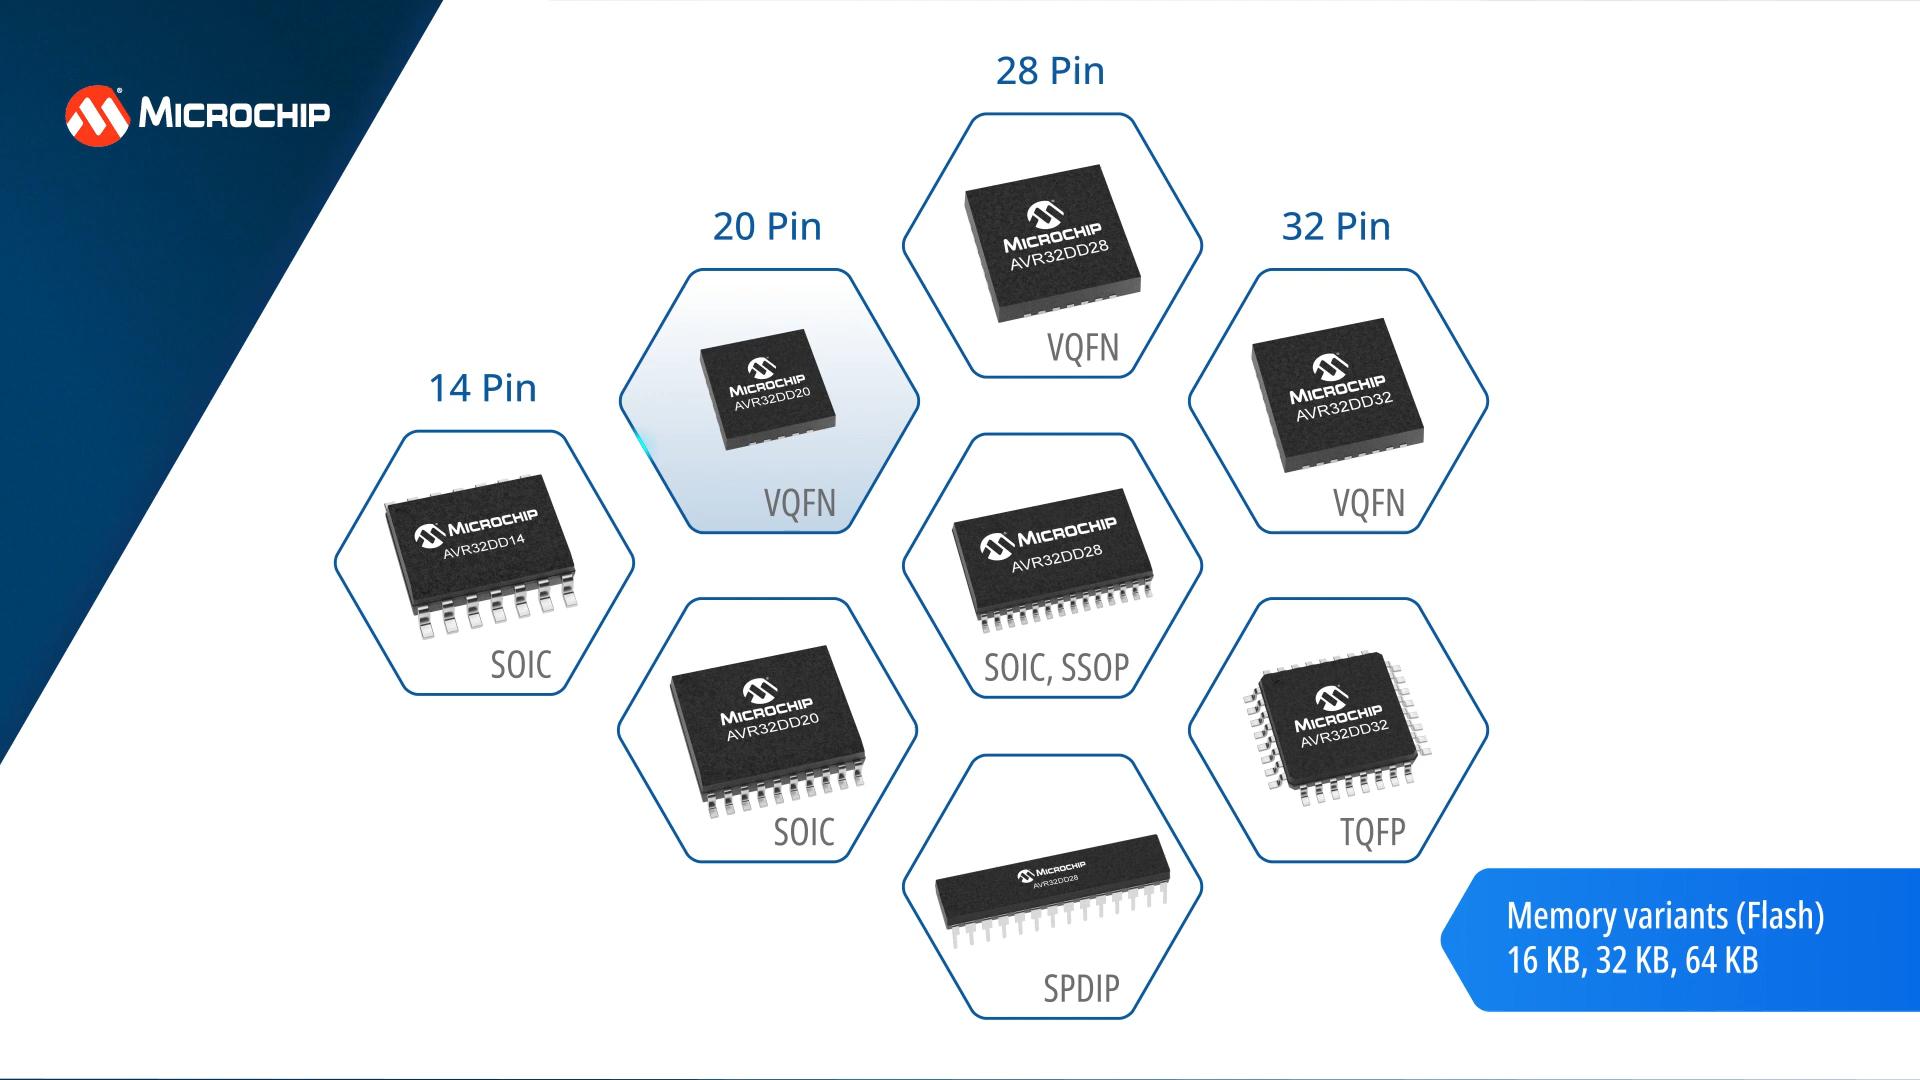 MICROCHIP
14 Pin
MICROCHIP
AVR32DD14
SOIC
20 Pin
MICROCHIP
AVR32DD20
VQFN
MICROCHIP
AVR32DD20
SOIC
28 Pin
MICROCHIP
AVR32DD28
VQFN
MICROCHIP
AVR32DD28
SOIC, SSOP
MICROCHIP
AVR32DD28
SPDIP
32 Pin
MICROCHIP
AVR32DD32
VQFN
MICROCHIP
AVR32DD32
TQFP
Memory variants (Flash)
16 KB, 32 KB, 64 KB